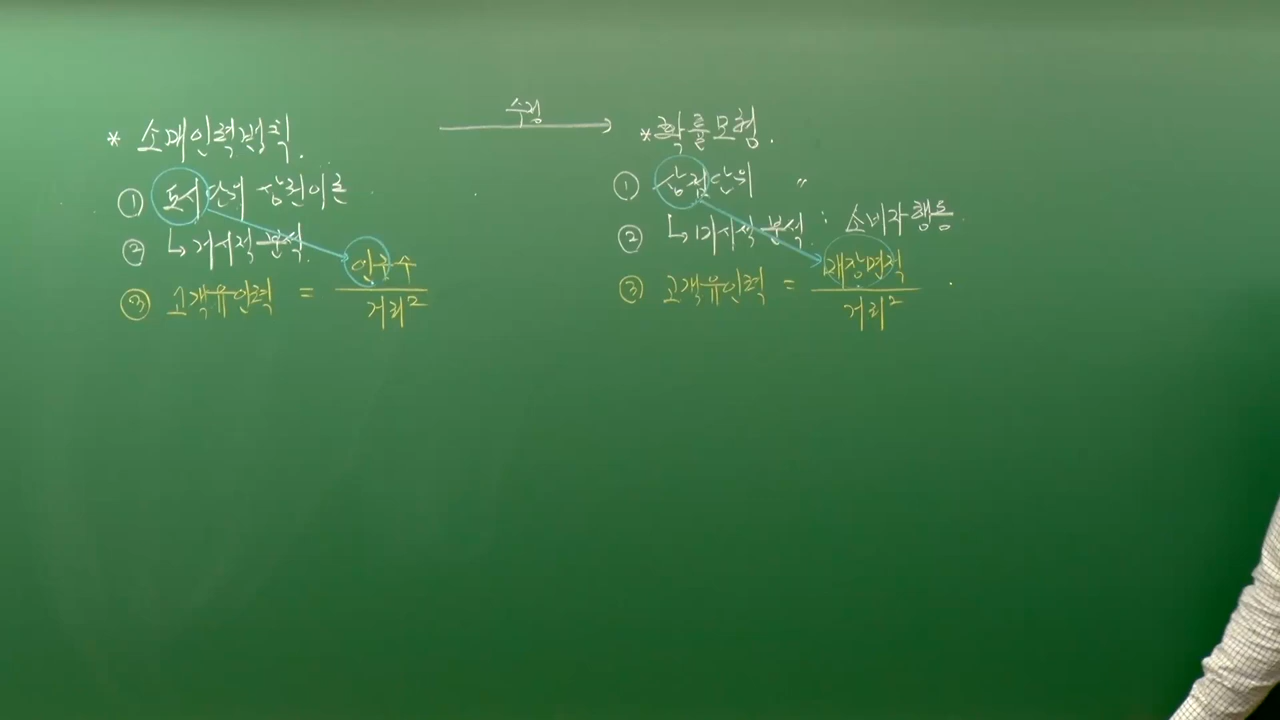 * 소매인력법칙.
① 도시단위 상권이론
② ↳ 거시적 분석.
③ 고객유인력 = 인구수 / 거리²
수정 →
* 확률모형.
① 상점단위 〃
② ↳ 미시적 분석 : 소비자행동.
③ 고객유인력 = 매장면적 / 거리²